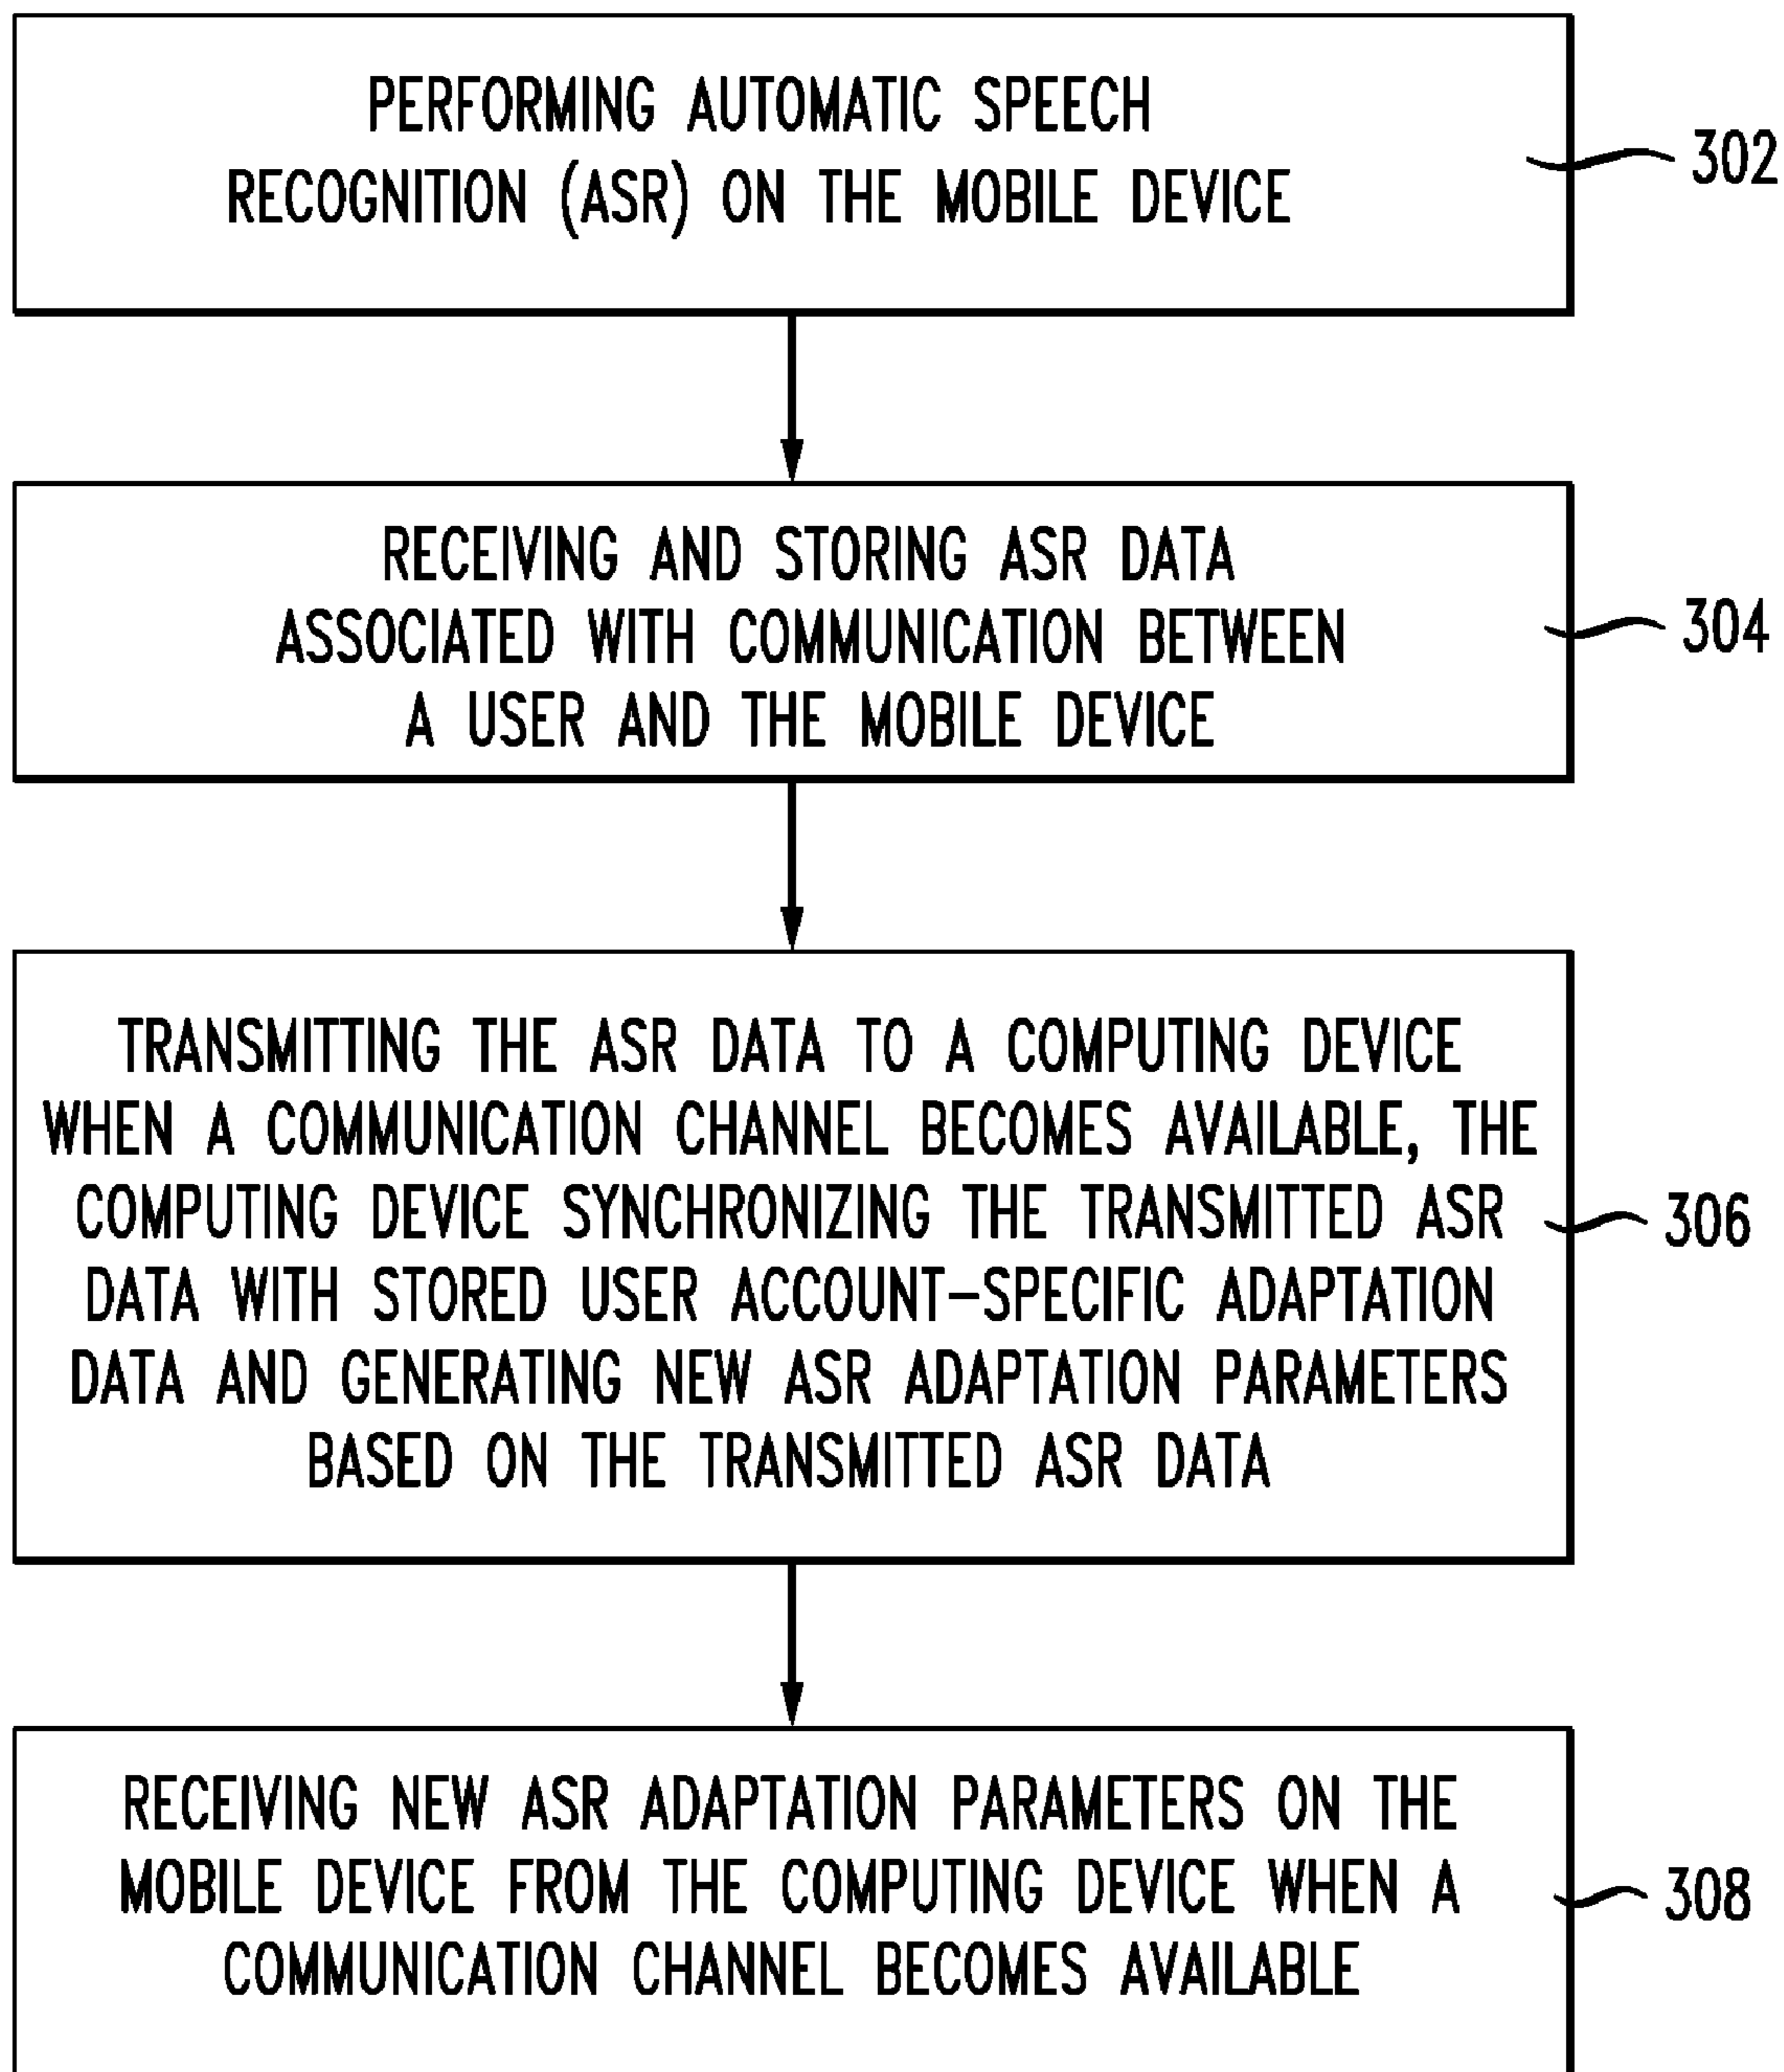 PERFORMING AUTOMATIC SPEECH
RECOGNITION (ASR) ON THE MOBILE DEVICE
302
RECEIVING AND STORING ASR DATA
ASSOCIATED WITH COMMUNICATION BETWEEN
A USER AND THE MOBILE DEVICE
304
TRANSMITTING THE ASR DATA TO A COMPUTING DEVICE
WHEN A COMMUNICATION CHANNEL BECOMES AVAILABLE, THE
COMPUTING DEVICE SYNCHRONIZING THE TRANSMITTED ASR
DATA WITH STORED USER ACCOUNT-SPECIFIC ADAPTATION
DATA AND GENERATING NEW ASR ADAPTATION PARAMETERS
BASED ON THE TRANSMITTED ASR DATA
306
RECEIVING NEW ASR ADAPTATION PARAMETERS ON THE
MOBILE DEVICE FROM THE COMPUTING DEVICE WHEN A
COMMUNICATION CHANNEL BECOMES AVAILABLE
308